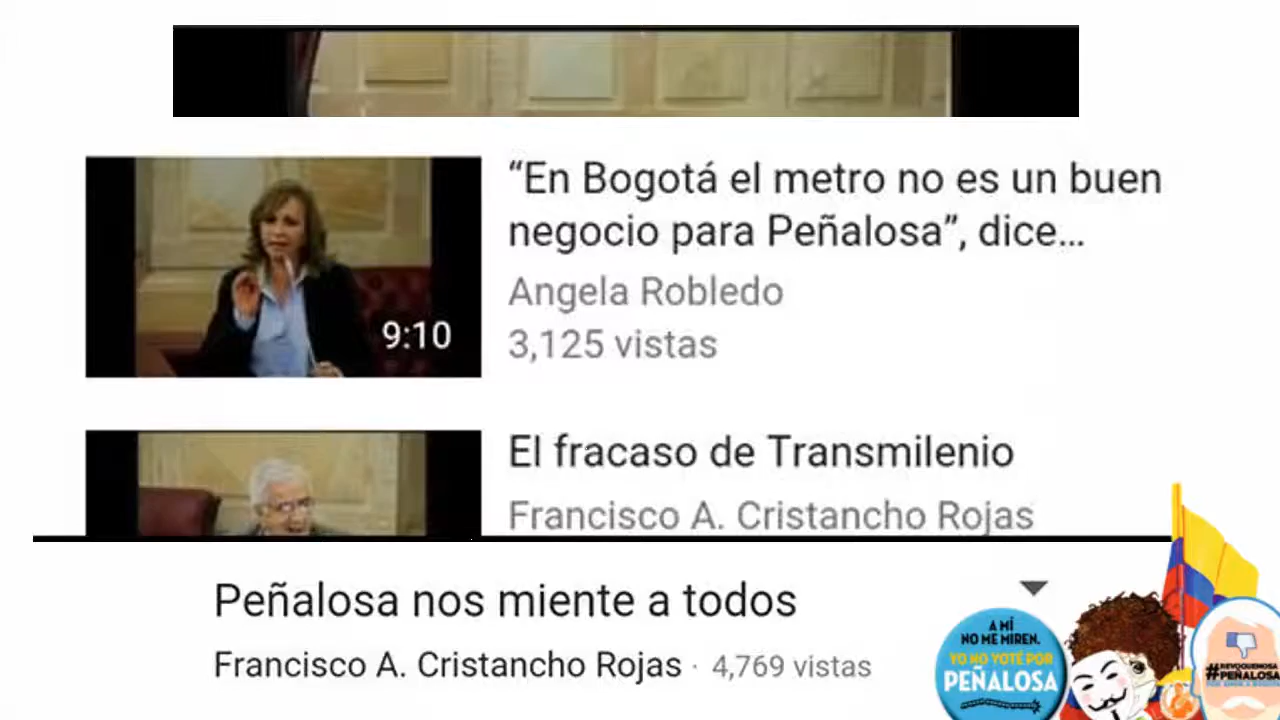 “En Bogotá el metro no es un buen
negocio para Peñalosa”, dice...
Angela Robledo
3,125 vistas
9:10
El fracaso de Transmilenio
Francisco A. Cristancho Rojas
Peñalosa nos miente a todos
Francisco A. Cristancho Rojas · 4,769 vistas
A MÍ
NO ME MIREN.
YO NO VOTÉ POR
PEÑALOSA
#REVOQUEMOSA
PEÑALOSA